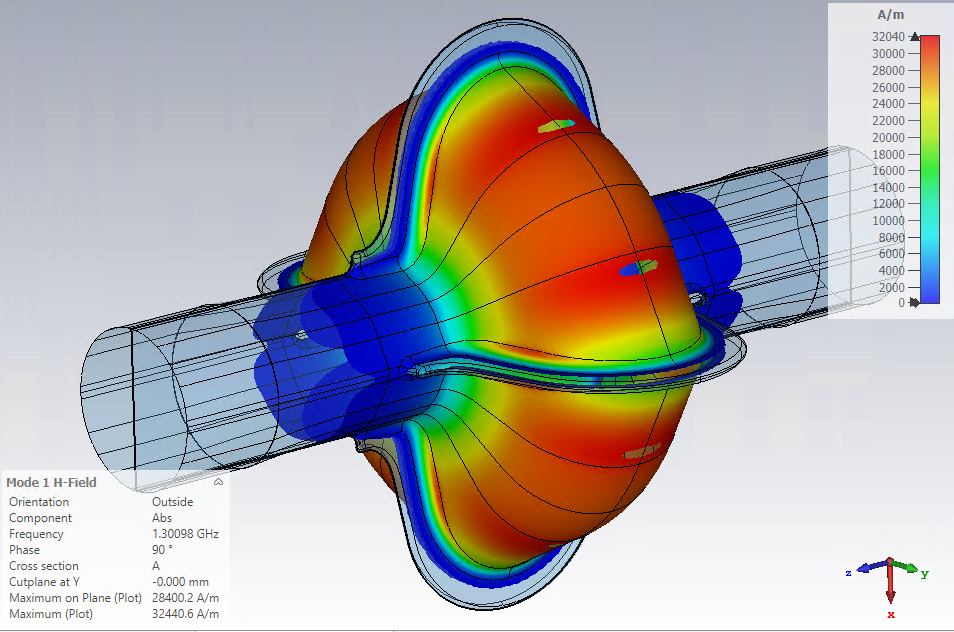 A/m
32040
30000
28000
26000
24000
22000
20000
18000
16000
14000
12000
10000
8000
6000
4000
2000
0
Mode 1 H-Field
Orientation Outside
Component Abs
Frequency 1.30098 GHz
Phase 90 °
Cross section A
Cutplane at Y -0.000 mm
Maximum on Plane (Plot) 28400.2 A/m
Maximum (Plot) 32440.6 A/m
z
y
x